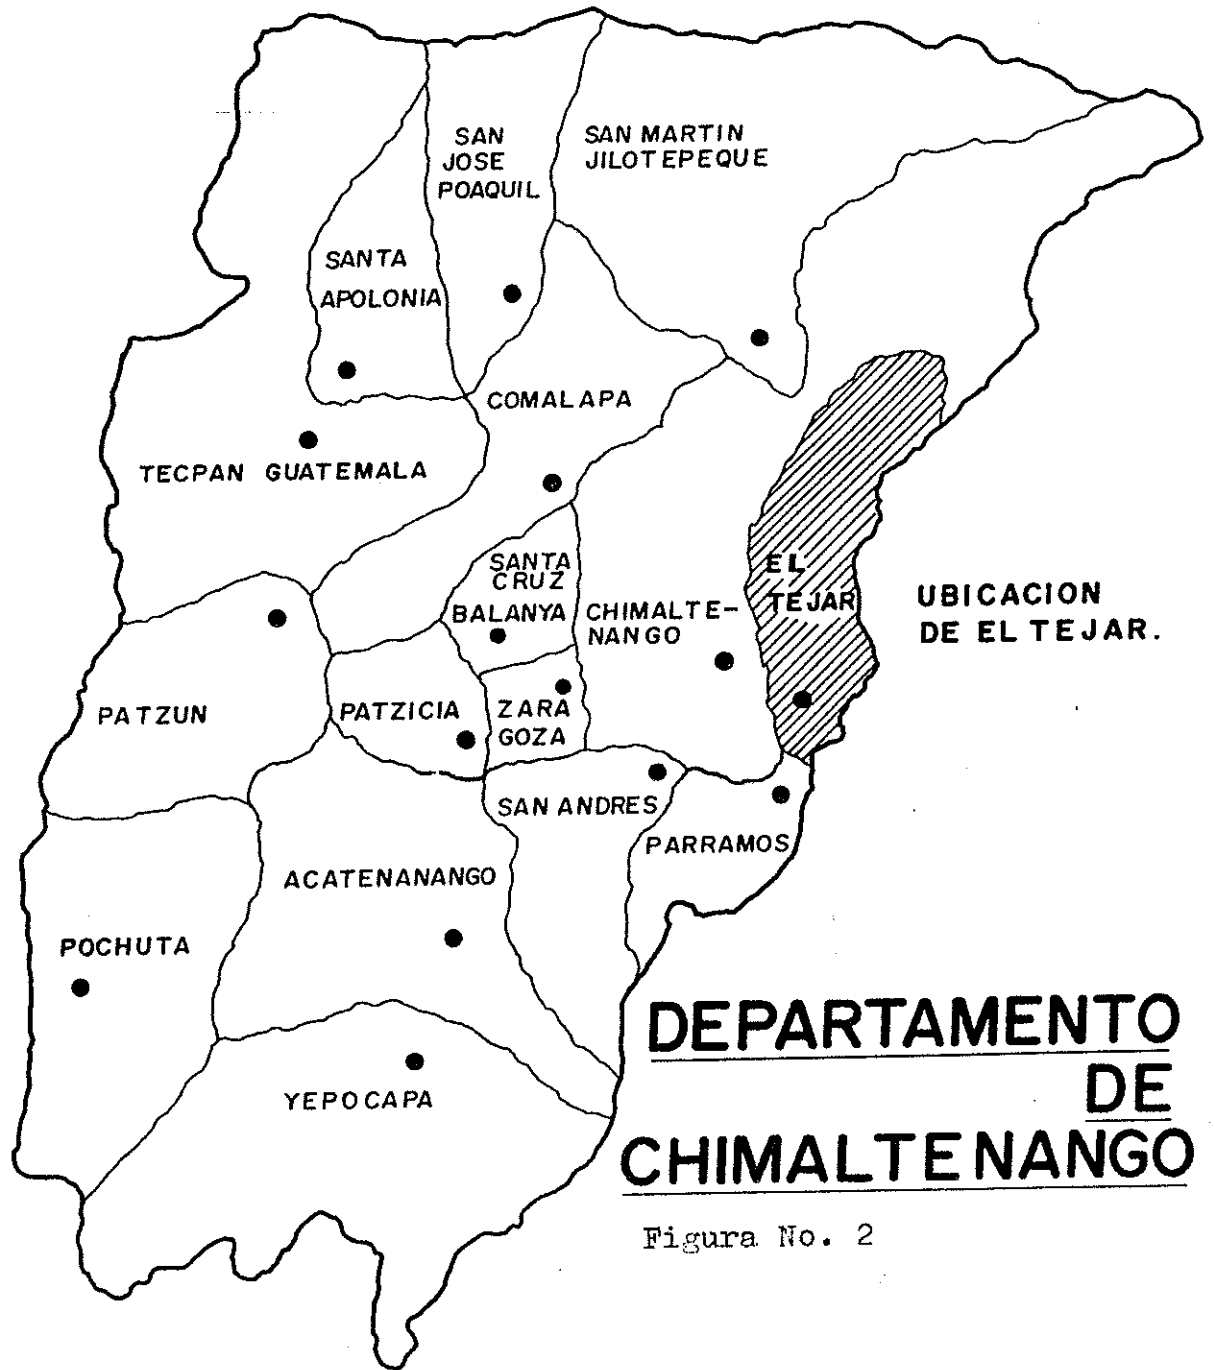 SAN
JOSE
POAQUIL
SAN MARTIN
JILOTEPEQUE
SANTA
APOLONIA
COMALAPA
TECPAN GUATEMALA
SANTA
CRUZ
BALANYA
CHIMALTE-
NANGO
EL
TEJAR
UBICACION
DE EL TEJAR.
PATZUN
PATZICIA
ZARA
GOZA
SAN ANDRES
PARRAMOS
ACATENANANGO
POCHUTA
YEPOCAPA
DEPARTAMENTO
DE
CHIMALTENANGO
Figura No. 2